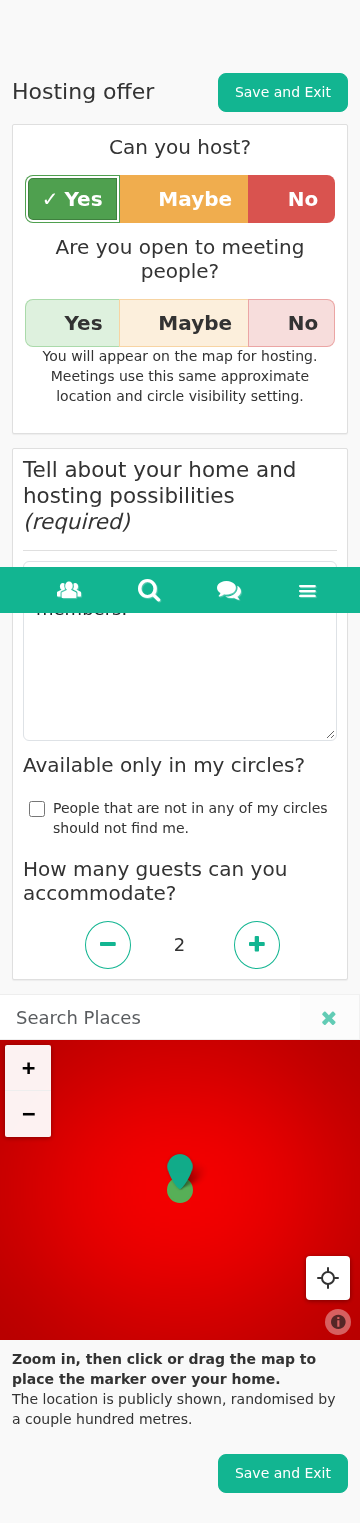 Hosting offer
Save and Exit
Can you host?
✓ Yes
Maybe
No
Are you open to meeting
people?
Yes
Maybe
No
You will appear on the map for hosting.
Meetings use this same approximate
location and circle visibility setting.
Tell about your home and
hosting possibilities
(required)
Available only in my circles?
People that are not in any of my circles
should not find me.
How many guests can you
accommodate?
2
Search Places
+
−
Zoom in, then click or drag the map to
place the marker over your home.
The location is publicly shown, randomised by
a couple hundred metres.
Save and Exit